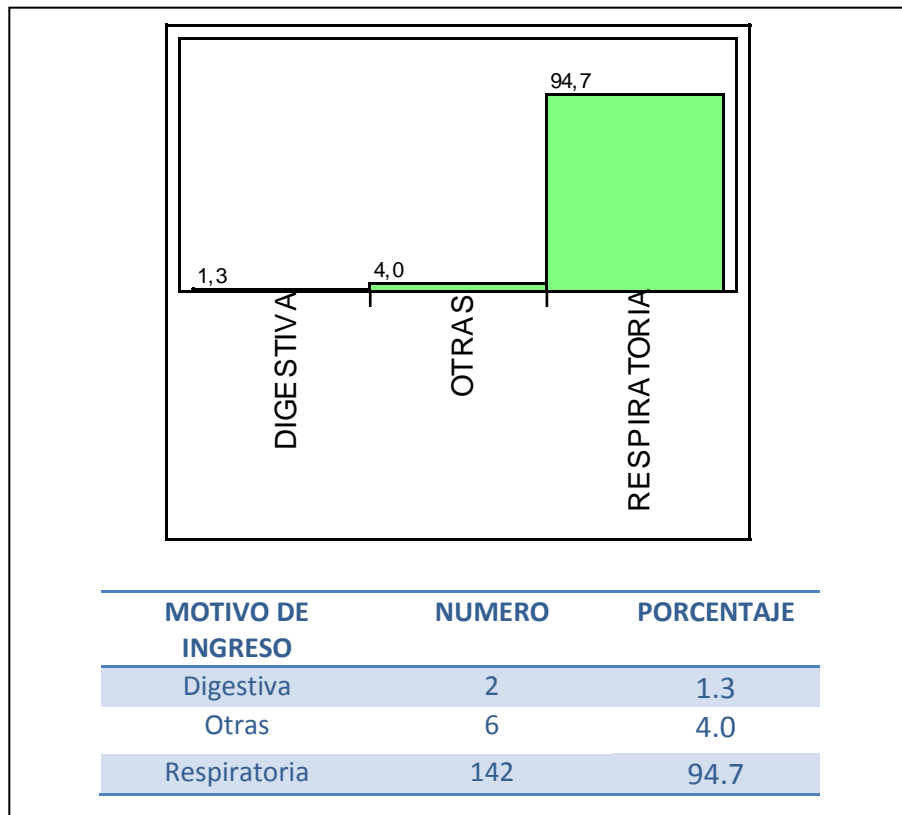 94,7
1,3
4,0
DIGESTIVA
OTRAS
RESPIRATORIA
MOTIVO DE INGRESO NUMERO PORCENTAJE
Digestiva 2 1.3
Otras 6 4.0
Respiratoria 142 94.7